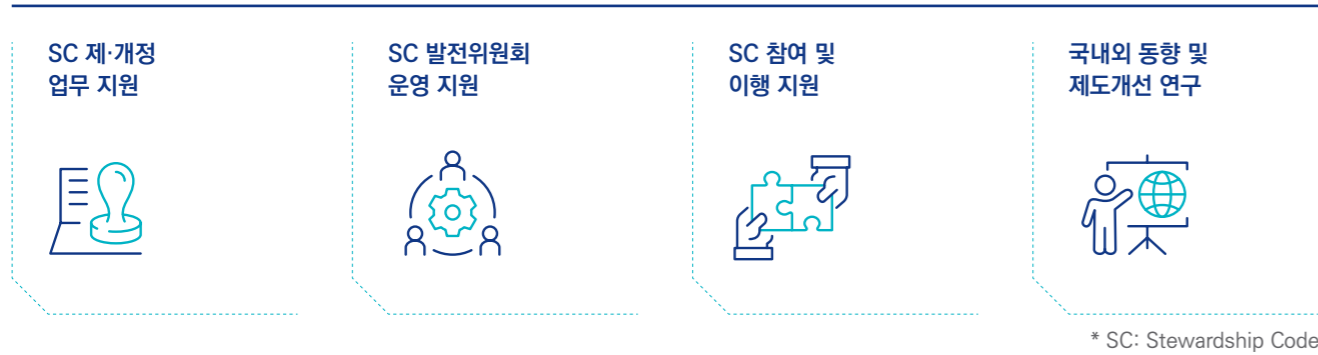 SC 제·개정
업무 지원
SC 발전위원회
운영 지원
SC 참여 및
이행 지원
국내외 동향 및
제도개선 연구
* SC: Stewardship Code